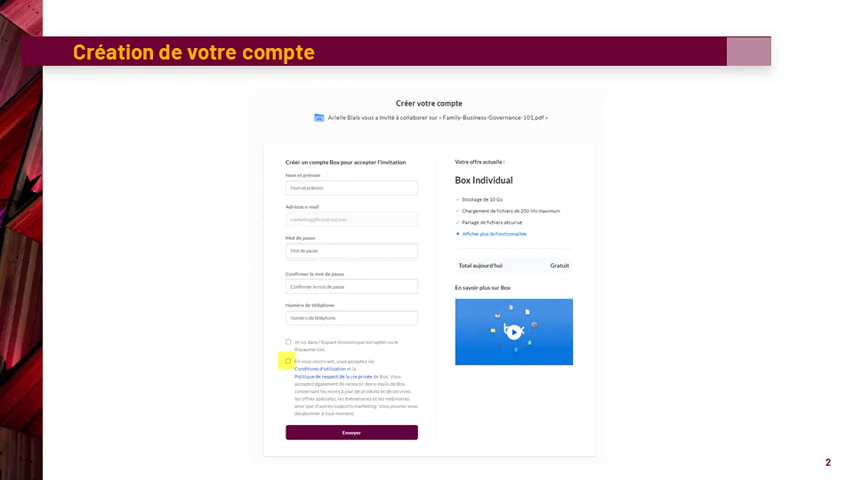 Création de votre compte
Créer votre compte
Arielle Blais vous a invité à collaborer sur « Family-Business-Governance-101.pdf »
Créer un compte Box pour accepter l'invitation
Nom et prénom
Nom et prénom
Adresse e-mail
Mot de passe
Mot de passe
Confirmer le mot de passe
Confirmer le mot de passe
Numéro de téléphone
Numéro de téléphone
Je vis dans l'Espace économique européen ou le
Royaume-Uni.
En vous inscrivant, vous acceptez les
Conditions d'utilisation et la
Politique de respect de la vie privée de Box. Vous
acceptez également de recevoir des e-mails de Box
concernant les mises à jour de produits et de services,
les offres spéciales, les événements et les webinaires,
ainsi que d'autres supports marketing. Vous pouvez vous
désabonner à tout moment.
Envoyer
Votre offre actuelle :
Box Individual
Stockage de 10 Go
Chargement de fichiers de 250 Mo maximum
Partage de fichiers sécurisé
Afficher plus de fonctionnalités
Total aujourd'hui Gratuit
En savoir plus sur Box
box
2